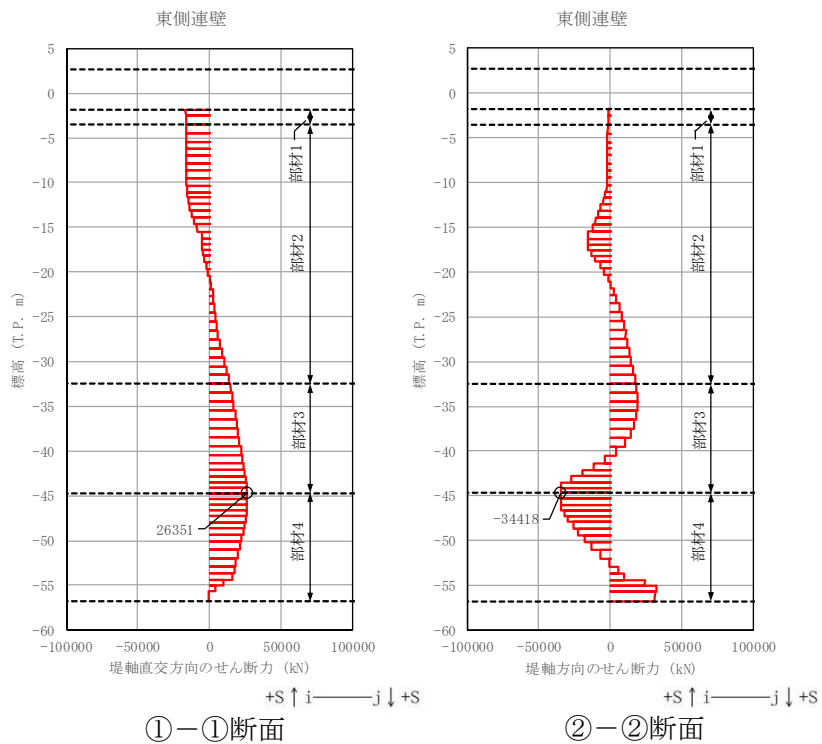 東側連壁
5
0
-5
-10
-15
-20
-25
-30
-35
-40
-45
-50
-55
-60
標高 (T.P. m)
部材1
部材2
部材3
部材4
26351
-100000 -50000 0 50000 100000
堤軸直交方向のせん断力 (kN)
+S ↑ i―――j ↓ +S
①－①断面
東側連壁
5
0
-5
-10
-15
-20
-25
-30
-35
-40
-45
-50
-55
-60
標高 (T.P. m)
部材1
部材2
部材3
部材4
-34418
-100000 -50000 0 50000 100000
堤軸方向のせん断力 (kN)
+S ↑ i―――j ↓ +S
②－②断面